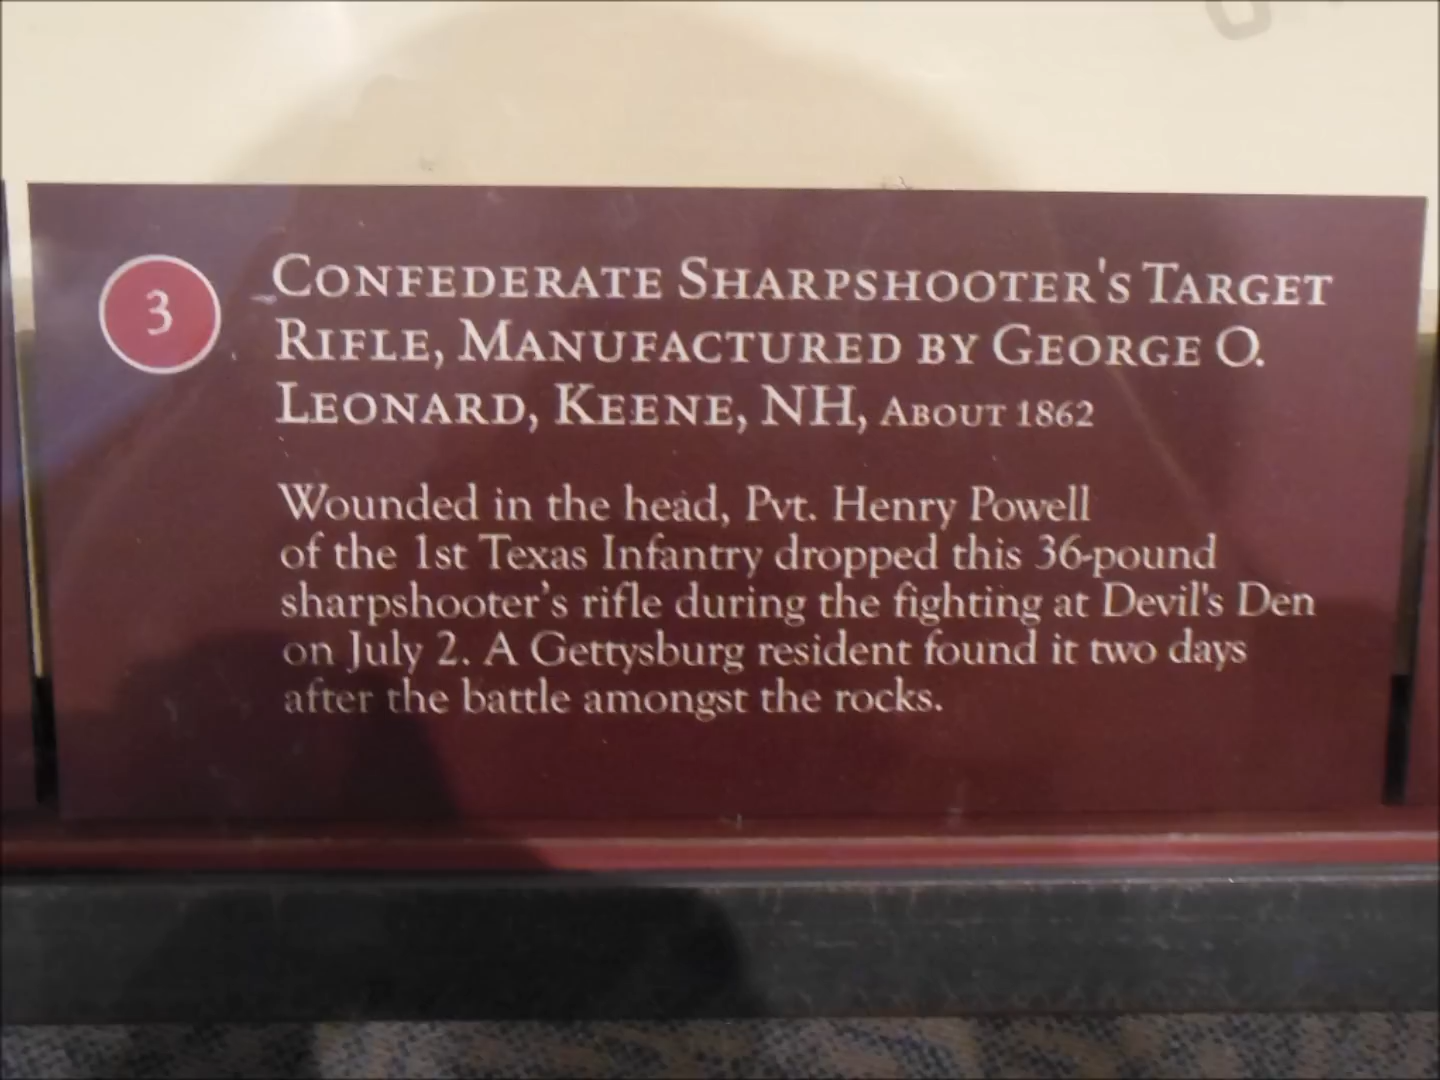 3
CONFEDERATE SHARPSHOOTER'S TARGET
RIFLE, MANUFACTURED BY GEORGE O.
LEONARD, KEENE, NH, ABOUT 1862
Wounded in the head, Pvt. Henry Powell
of the 1st Texas Infantry dropped this 36-pound
sharpshooter's rifle during the fighting at Devil's Den
on July 2. A Gettysburg resident found it two days
after the battle amongst the rocks.